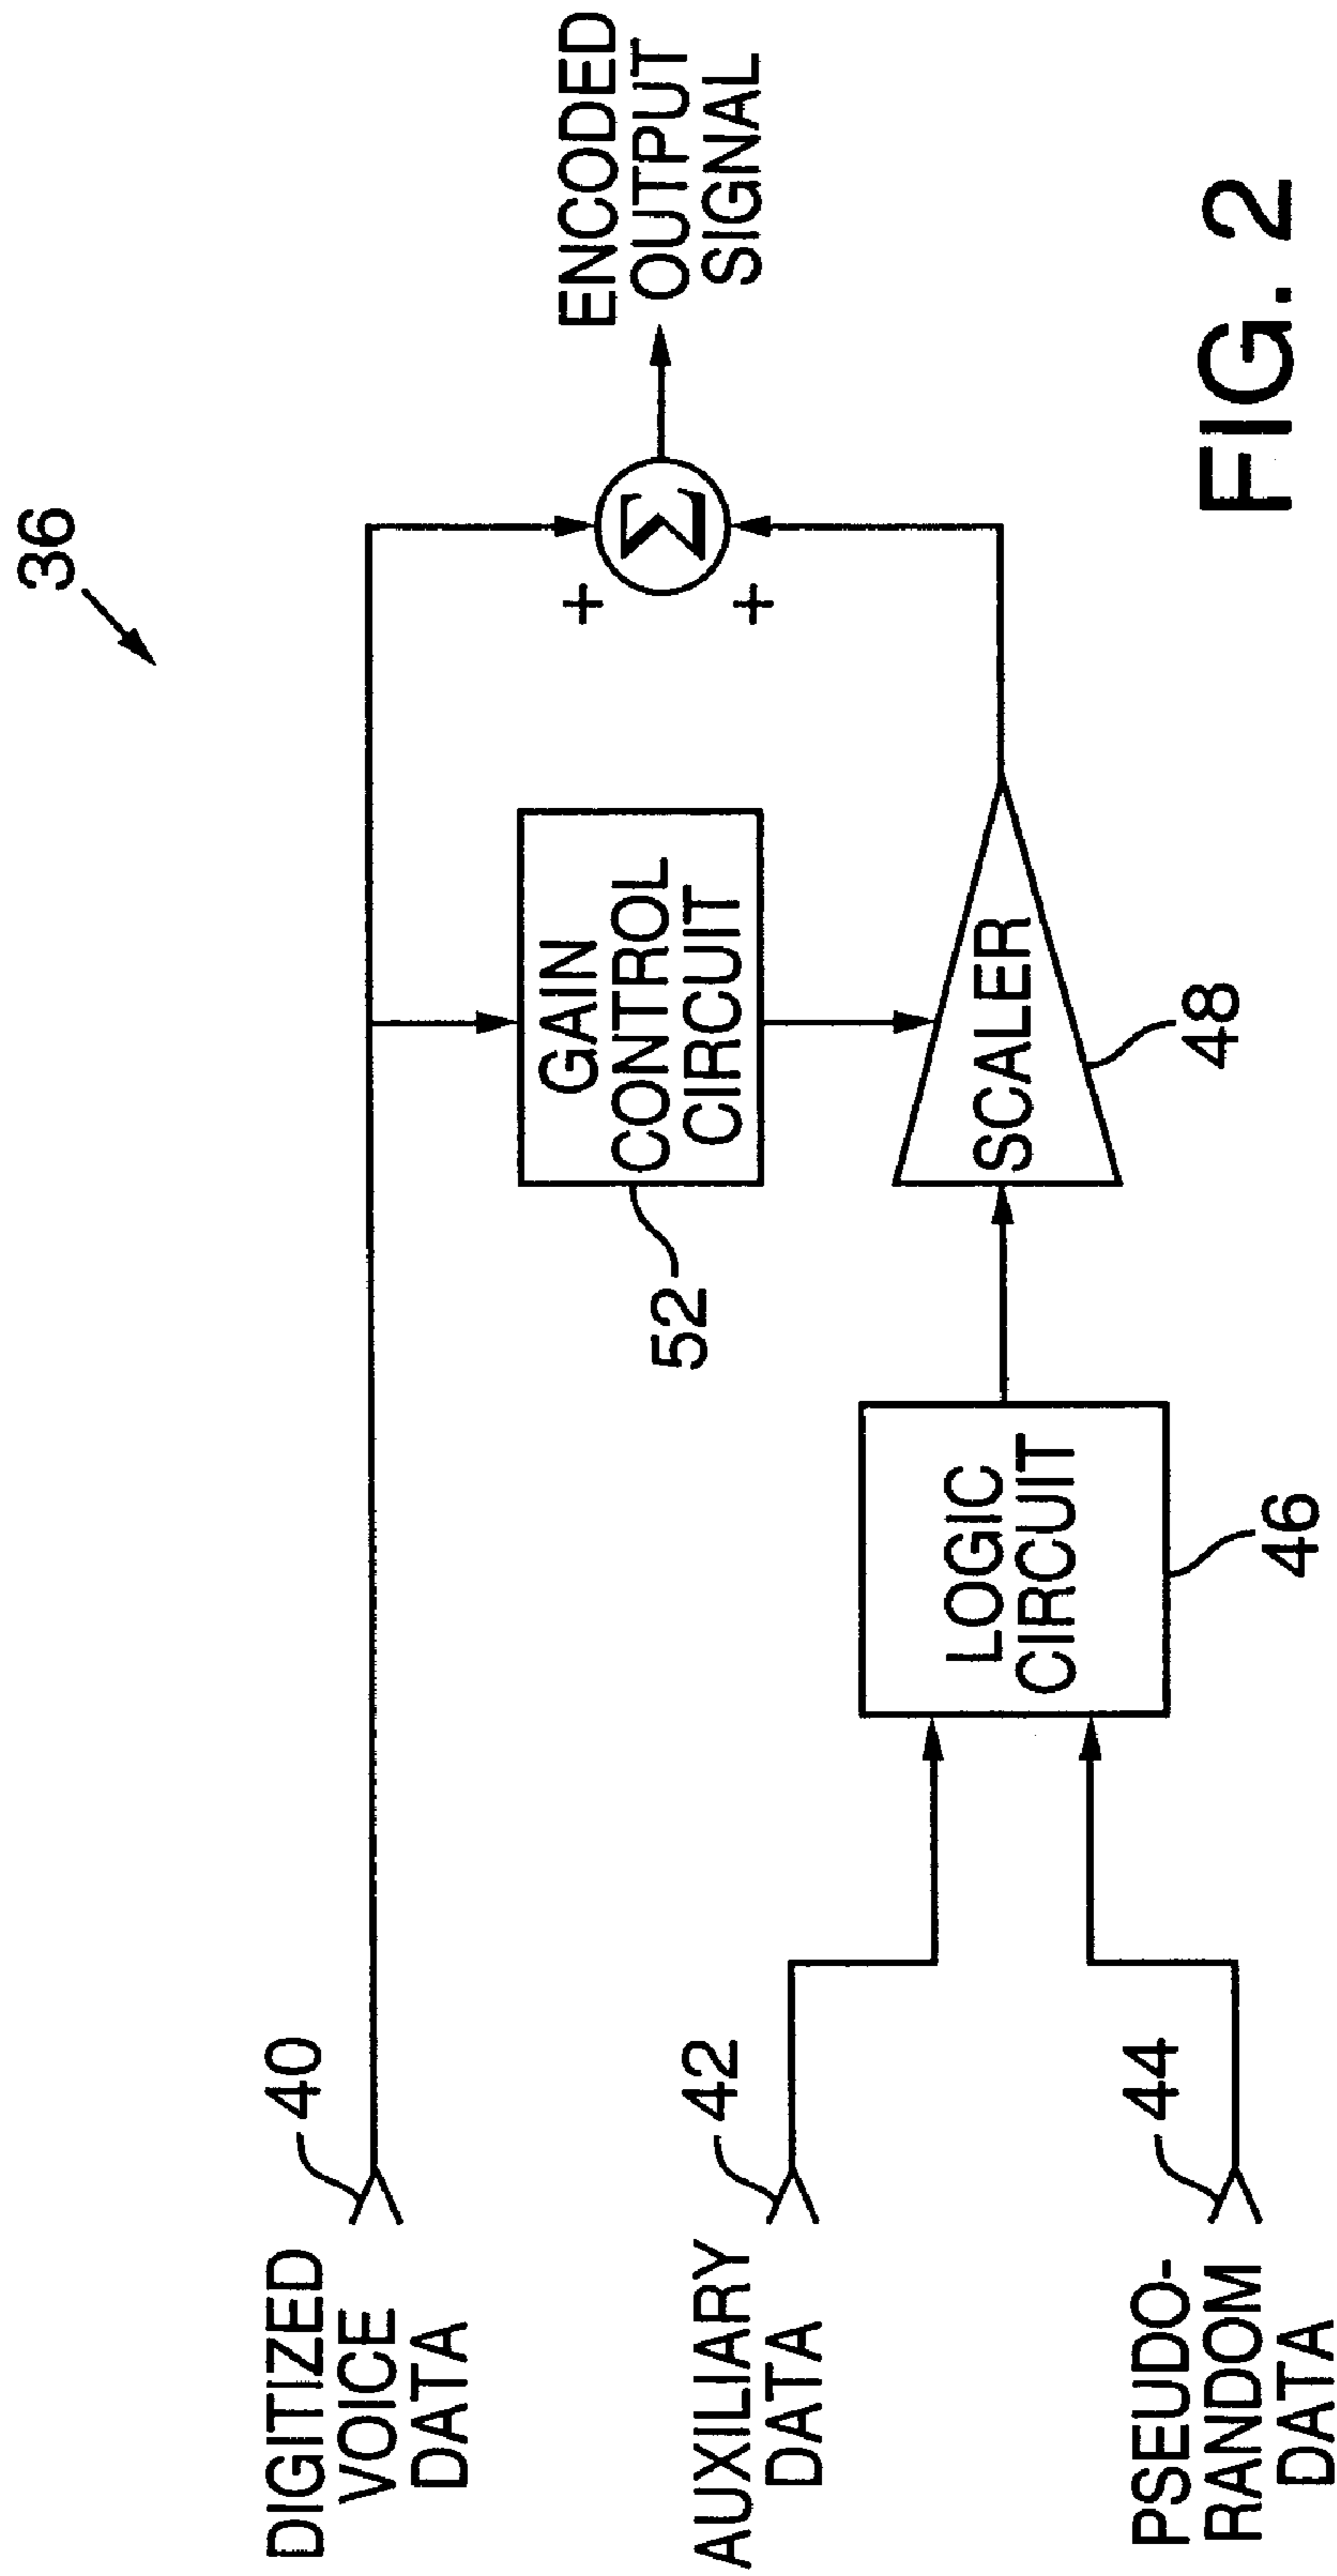 36
DIGITIZED
VOICE
DATA
40
GAIN
CONTROL
CIRCUIT
52
+
Σ
+
ENCODED
OUTPUT
SIGNAL
AUXILIARY
DATA
42
LOGIC
CIRCUIT
46
SCALER
48
PSEUDO-
RANDOM
DATA
44
FIG. 2